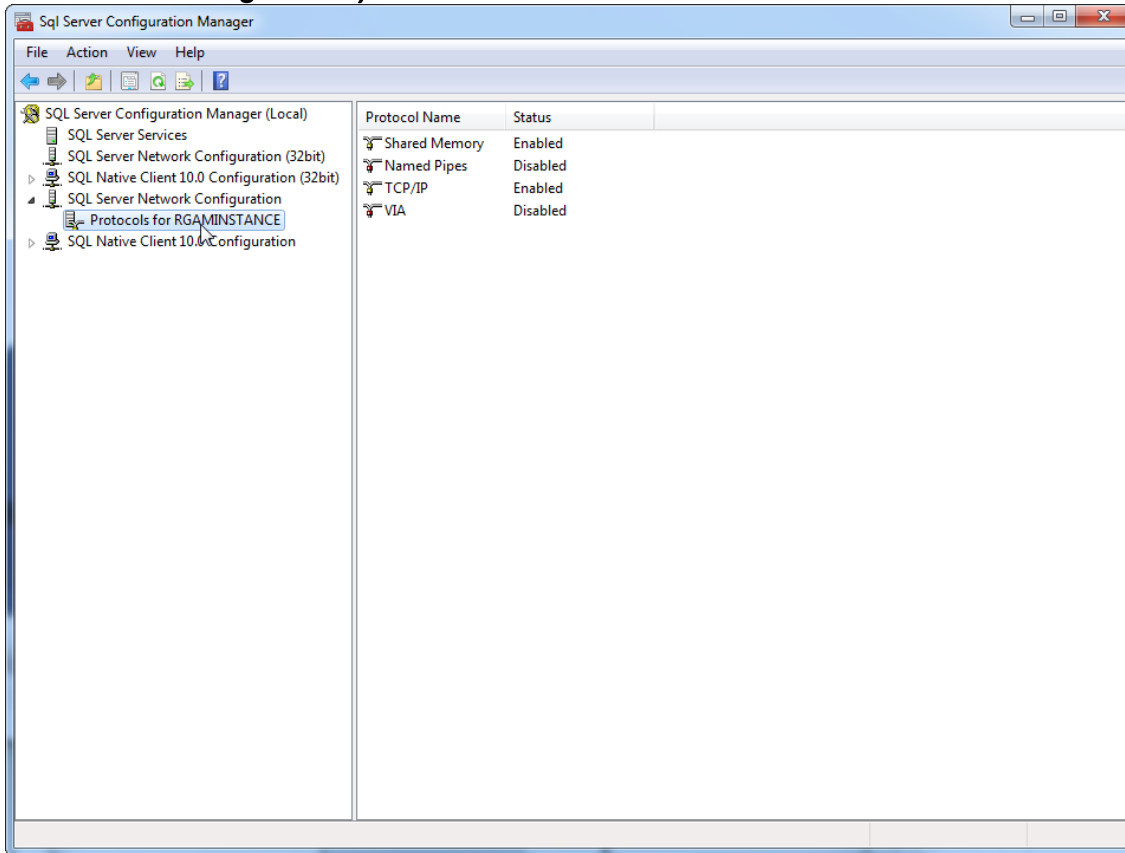 Sql Server Configuration Manager
File Action View Help
SQL Server Configuration Manager (Local)
SQL Server Services
SQL Server Network Configuration (32bit)
SQL Native Client 10.0 Configuration (32bit)
SQL Server Network Configuration
Protocols for RGAMINSTANCE
SQL Native Client 10.0 Configuration
Protocol Name Status
Shared Memory Enabled
Named Pipes Disabled
TCP/IP Enabled
VIA Disabled